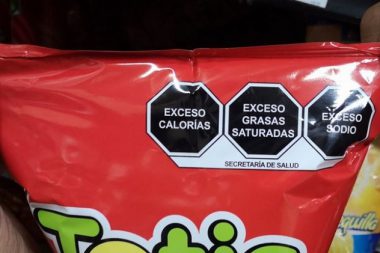 EXCESO
CALORÍAS
EXCESO
GRASAS
SATURADAS
EXCESO
SODIO
SECRETARÍA DE SALUD